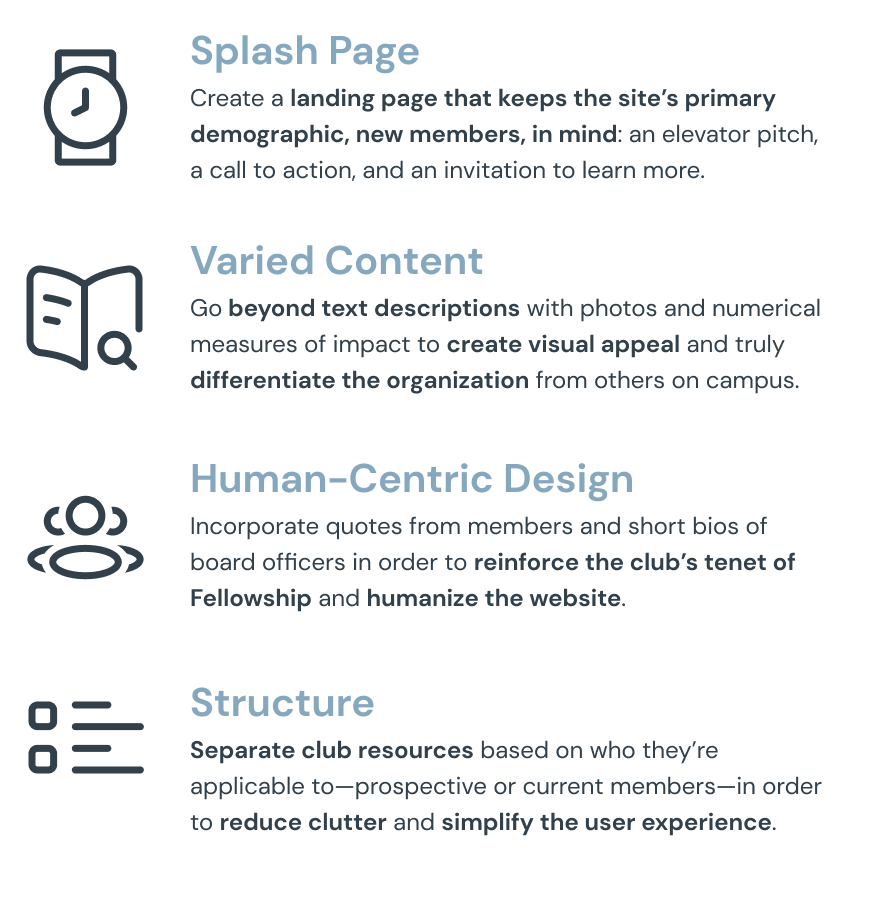 Splash Page
Create a landing page that keeps the site’s primary
demographic, new members, in mind: an elevator pitch,
a call to action, and an invitation to learn more.
Varied Content
Go beyond text descriptions with photos and numerical
measures of impact to create visual appeal and truly
differentiate the organization from others on campus.
Human-Centric Design
Incorporate quotes from members and short bios of
board officers in order to reinforce the club’s tenet of
Fellowship and humanize the website.
Structure
Separate club resources based on who they’re
applicable to—prospective or current members—in order
to reduce clutter and simplify the user experience.